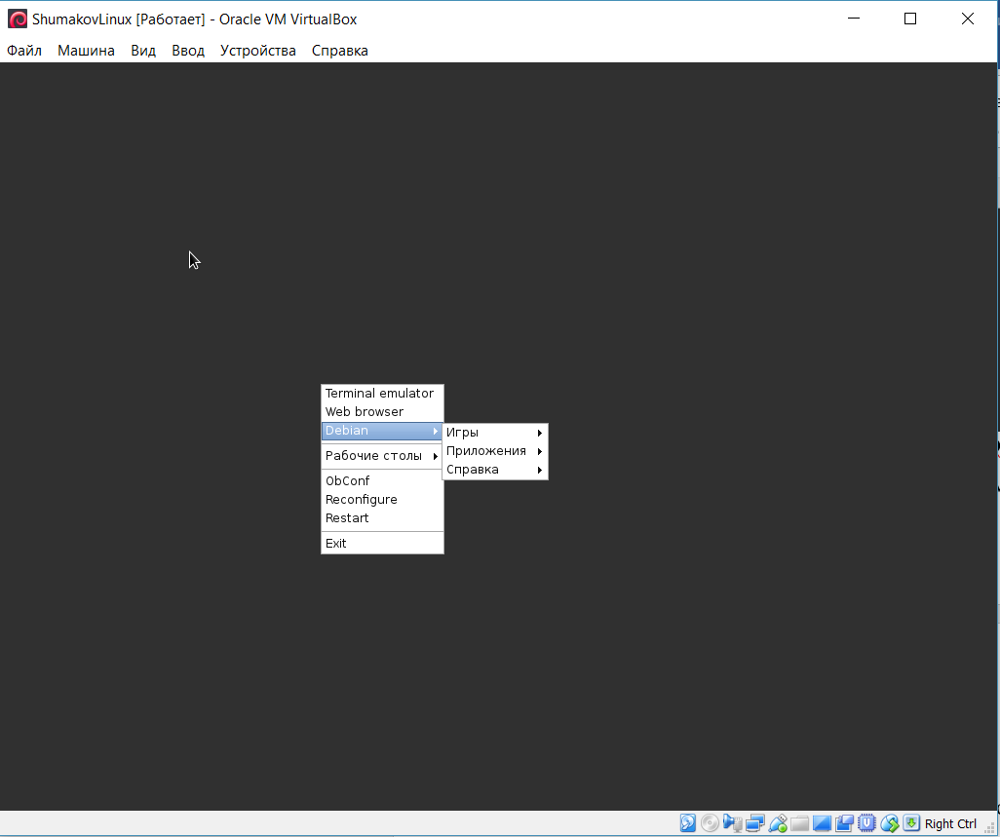 ShumakovLinux [Работает] - Oracle VM VirtualBox
Файл Машина Вид Ввод Устройства Справка
Terminal emulator
Web browser
Debian
Игры
Приложения
Рабочие столы
Справка
ObConf
Reconfigure
Restart
Exit
Right Ctrl